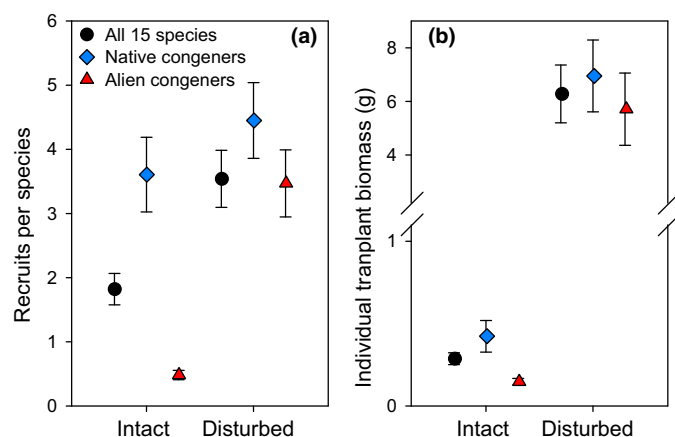 6
5
4
3
2
1
0
Recruits per species
All 15 species
Native congeners
Alien congeners
(a)
Intact Disturbed
8
6
4
1
0
Individual tranplant biomass (g)
(b)
Intact Disturbed